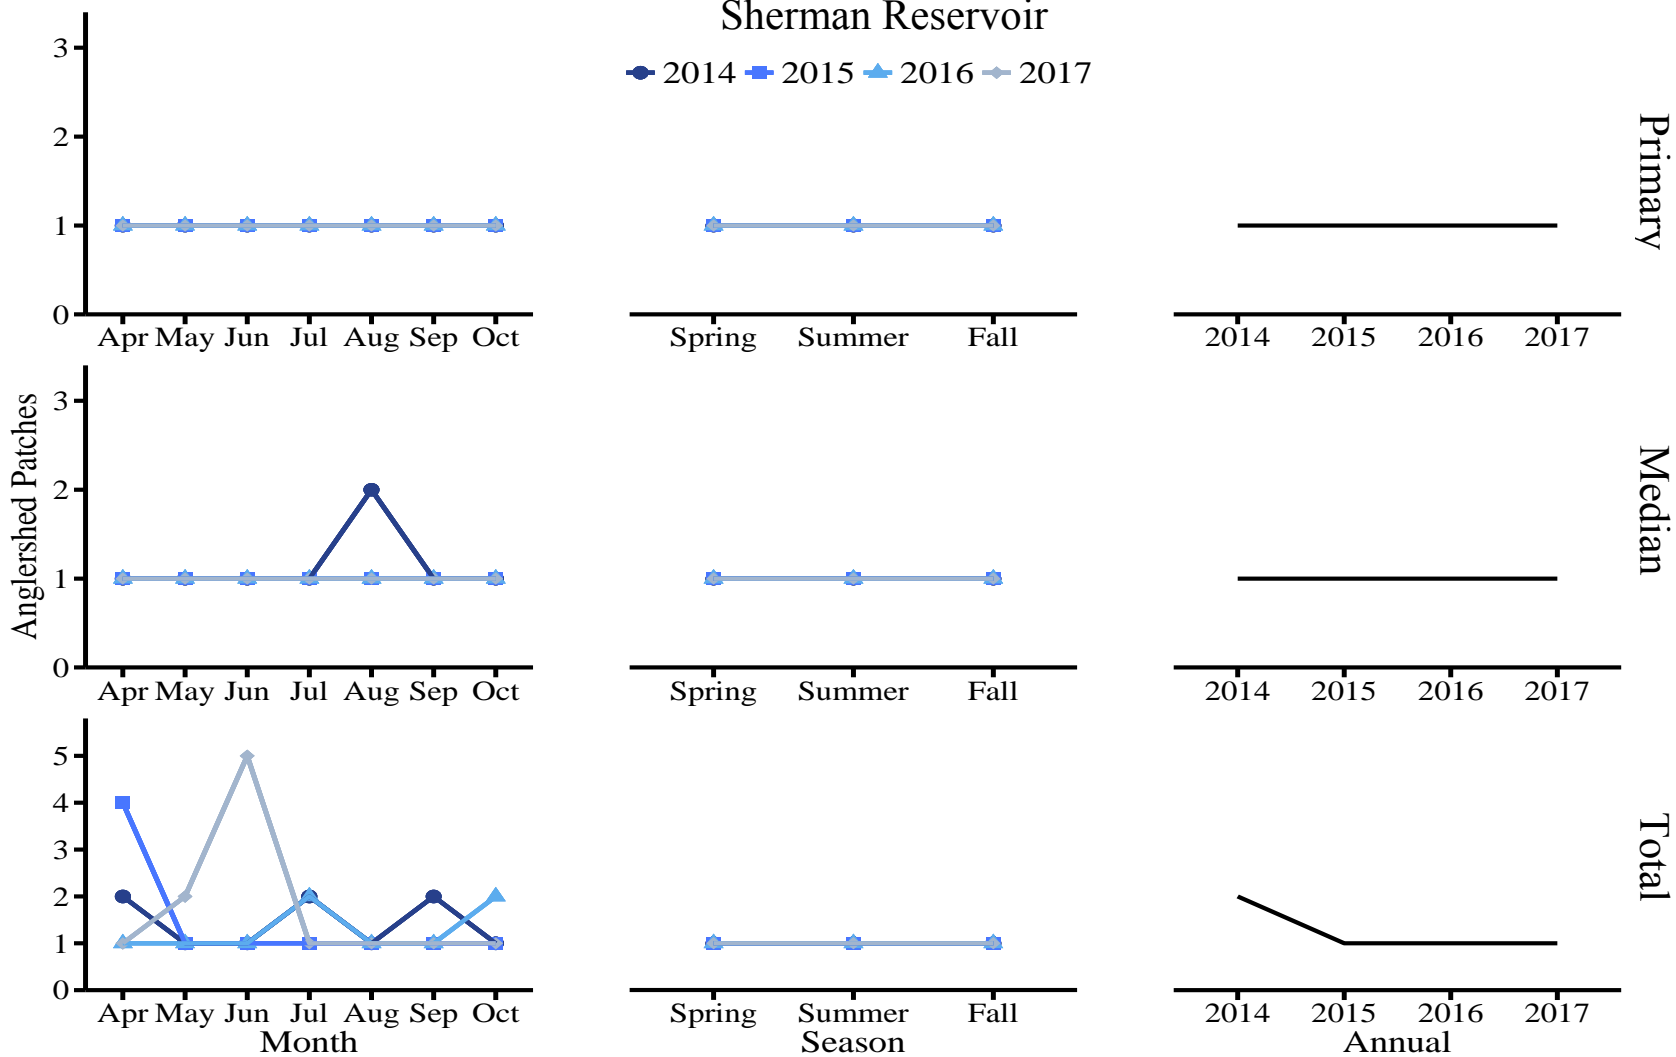 Sherman Reservoir
2014 2015 2016 2017
3
2
1
0
Apr May Jun Jul Aug Sep Oct
Spring Summer Fall
2014 2015 2016 2017
Primary
Anglershed Patches
3
2
1
0
Apr May Jun Jul Aug Sep Oct
Spring Summer Fall
2014 2015 2016 2017
Median
5
4
3
2
1
0
Apr May Jun Jul Aug Sep Oct
Month
Spring Summer Fall
Season
2014 2015 2016 2017
Annual
Total